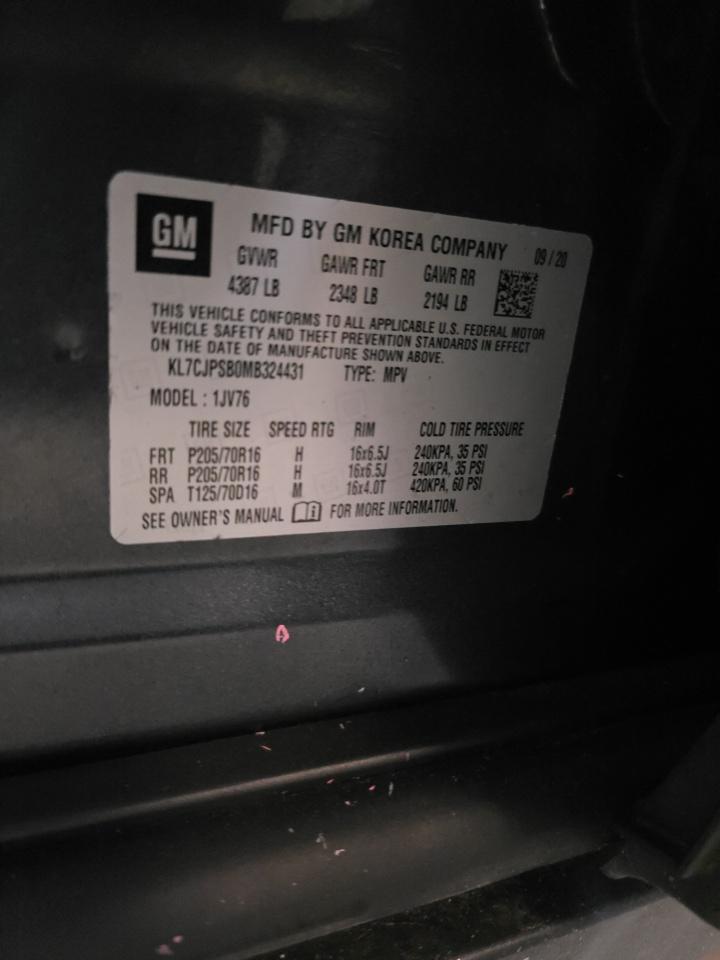 GM
MFD BY GM KOREA COMPANY 09/20
GVWR GAWR FRT GAWR RR
4387 LB 2348 LB 2194 LB
THIS VEHICLE CONFORMS TO ALL APPLICABLE U.S. FEDERAL MOTOR
VEHICLE SAFETY AND THEFT PREVENTION STANDARDS IN EFFECT
ON THE DATE OF MANUFACTURE SHOWN ABOVE.
KL7CJPSB0MB324431 TYPE: MPV
MODEL : 1JV76
TIRE SIZE SPEED RTG RIM COLD TIRE PRESSURE
FRT P205/70R16 H 16x6.5J 240KPA, 35 PSI
RR P205/70R16 H 16x6.5J 240KPA, 35 PSI
SPA T125/70D16 M 16x4.0T 420KPA, 60 PSI
SEE OWNER'S MANUAL FOR MORE INFORMATION.